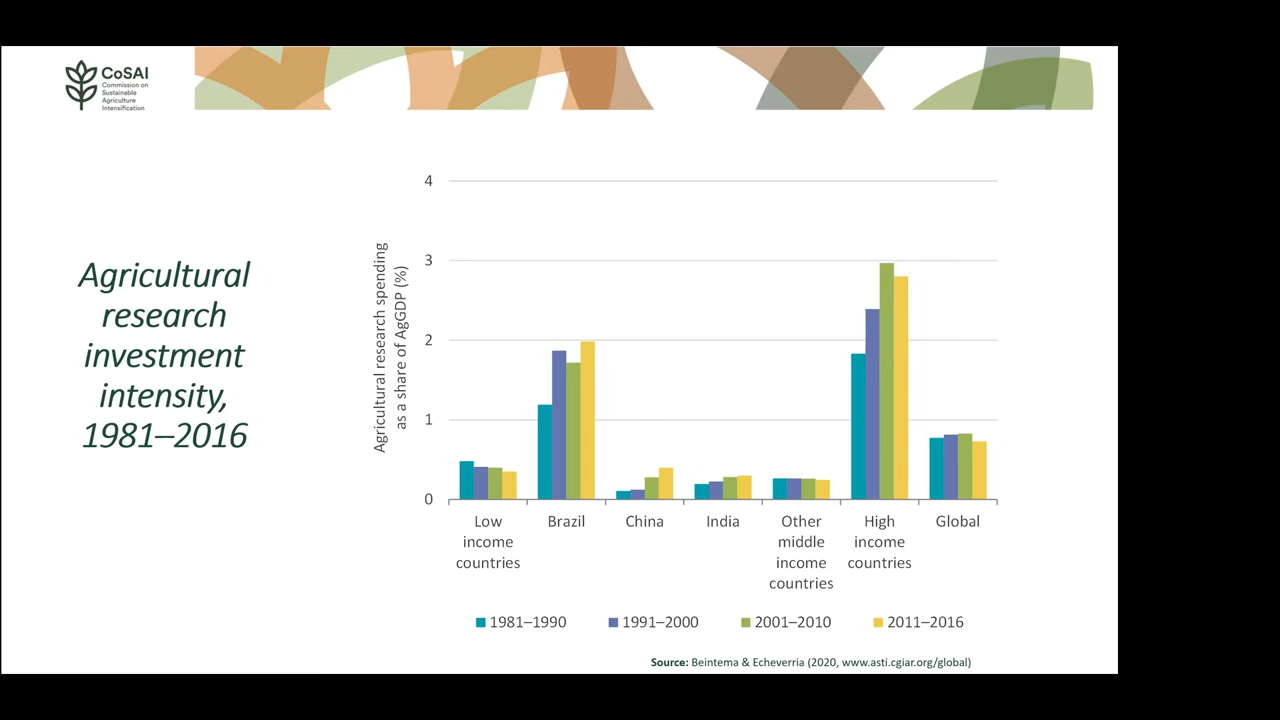 CoSAI
Commission on
Sustainable
Agriculture
Intensification
Agricultural
research
investment
intensity,
1981–2016
Agricultural research spending
as a share of AgGDP (%)
4
3
2
1
0
Low
income
countries
Brazil
China
India
Other
middle
income
countries
High
income
countries
Global
1981–1990
1991–2000
2001–2010
2011–2016
Source: Beintema & Echeverria (2020, www.asti.cgiar.org/global)